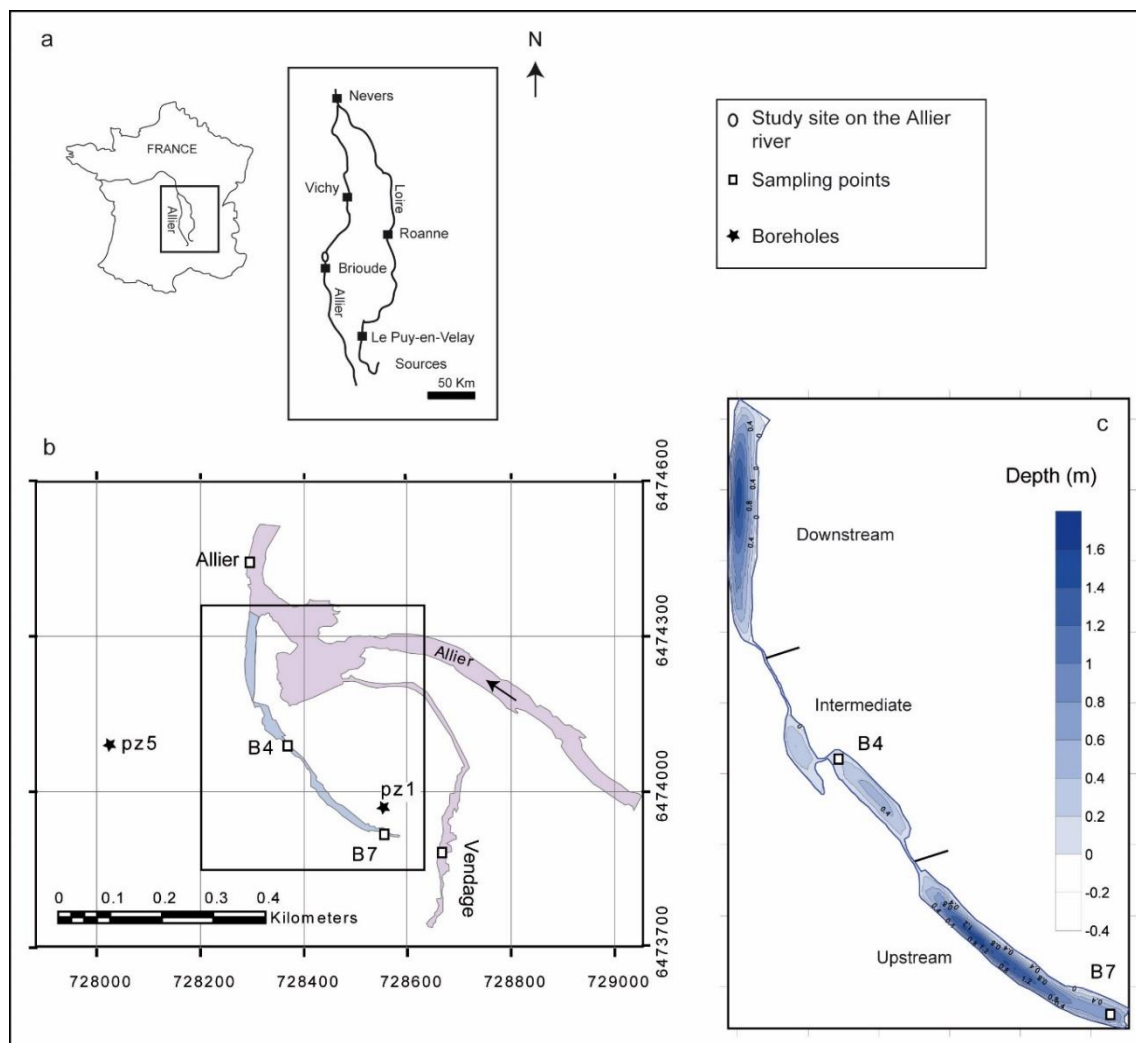 a
N
FRANCE
Allier
Nevers
Vichy
Loire
Roanne
Brioude
Allier
Le Puy-en-Velay
Sources
50 Km
Study site on the Allier
river
Sampling points
Boreholes
b
Allier
Allier
pz5
B4
pz1
B7
Vendage
0 0.1 0.2 0.3 0.4
Kilometers
728000 728200 728400 728600 728800 729000
6474600
6474300
6474000
6473700
c
Depth (m)
1.6
1.4
1.2
1
0.8
0.6
0.4
0.2
0
-0.2
-0.4
Downstream
Intermediate
B4
Upstream
B7